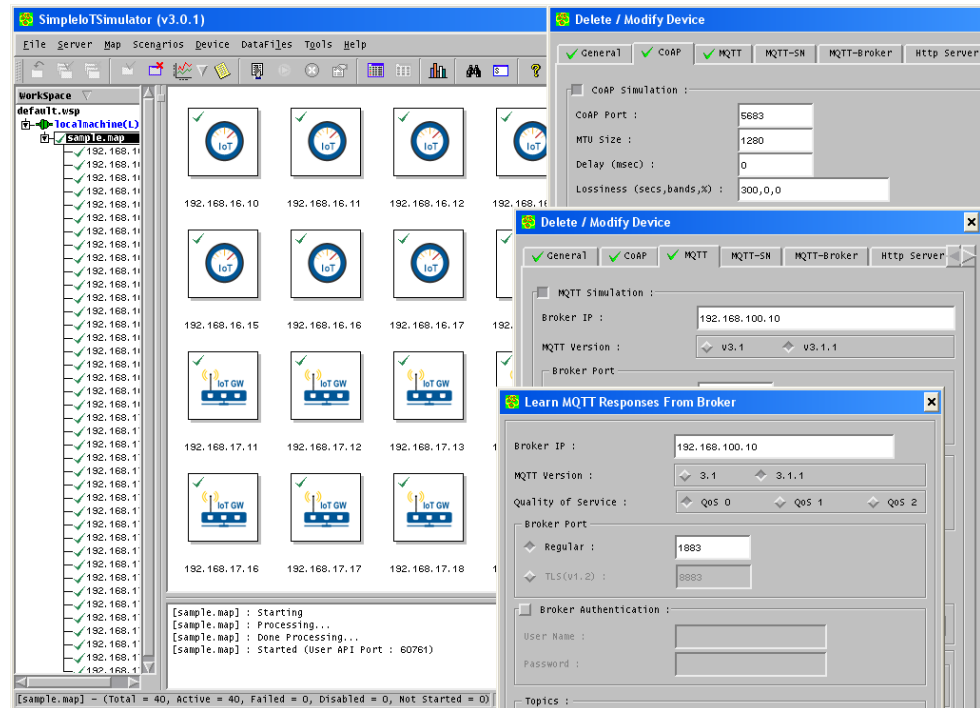 SimpleIoTSimulator (v3.0.1)
File Server Map Scenarios Device DataFiles Tools Help
WorkSpace
default.wsp
localmachine(L)
sample.map
192.168.16.10 192.168.16.11 192.168.16.12
192.168.16.15 192.168.16.16 192.168.16.17
IoT GW IoT GW IoT GW
192.168.17.11 192.168.17.12 192.168.17.13
IoT GW IoT GW IoT GW
192.168.17.16 192.168.17.17 192.168.17.18
[sample.map] : Starting
[sample.map] : Processing...
[sample.map] : Done Processing...
[sample.map] : Started (User API Port : 60761)
[sample.map] - (Total = 40, Active = 40, Failed = 0, Disabled = 0, Not Started = 0)
Delete / Modify Device
General CoAP MQTT MQTT-SN MQTT-Broker Http Server
CoAP Simulation :
CoAP Port : 5683
MTU Size : 1280
Delay (msec) : 0
Lossiness (secs,bands,%) : 300,0,0
Delete / Modify Device
General CoAP MQTT MQTT-SN MQTT-Broker Http Server
MQTT Simulation :
Broker IP : 192.168.100.10
MQTT Version : v3.1 v3.1.1
Broker Port
Learn MQTT Responses From Broker
Broker IP : 192.168.100.10
MQTT Version : 3.1 3.1.1
Quality of Service : QoS 0 QoS 1 QoS 2
Broker Port
Regular : 1883
TLS(v1.2) : 8883
Broker Authentication :
User Name :
Password :
Topics :